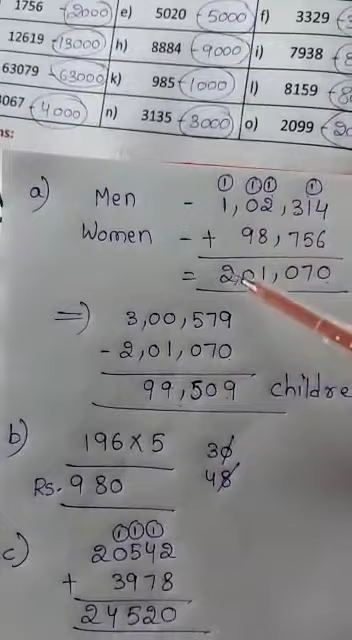 1756 2000 e) 5020 5000 f) 3329
12619 13000 h) 8884 9000 i) 7938
63079 63000 k) 985 1000 l) 8159
3067 4000 n) 3135 3000 o) 2099
ns:
a) Men - 1,02,314
Women - + 98,756
= 2,01,070
=) 3,00,579
- 2,01,070
99,509 childre
b) 196 x 5 30
Rs. 980 48
c) 20542
+ 3978
24520